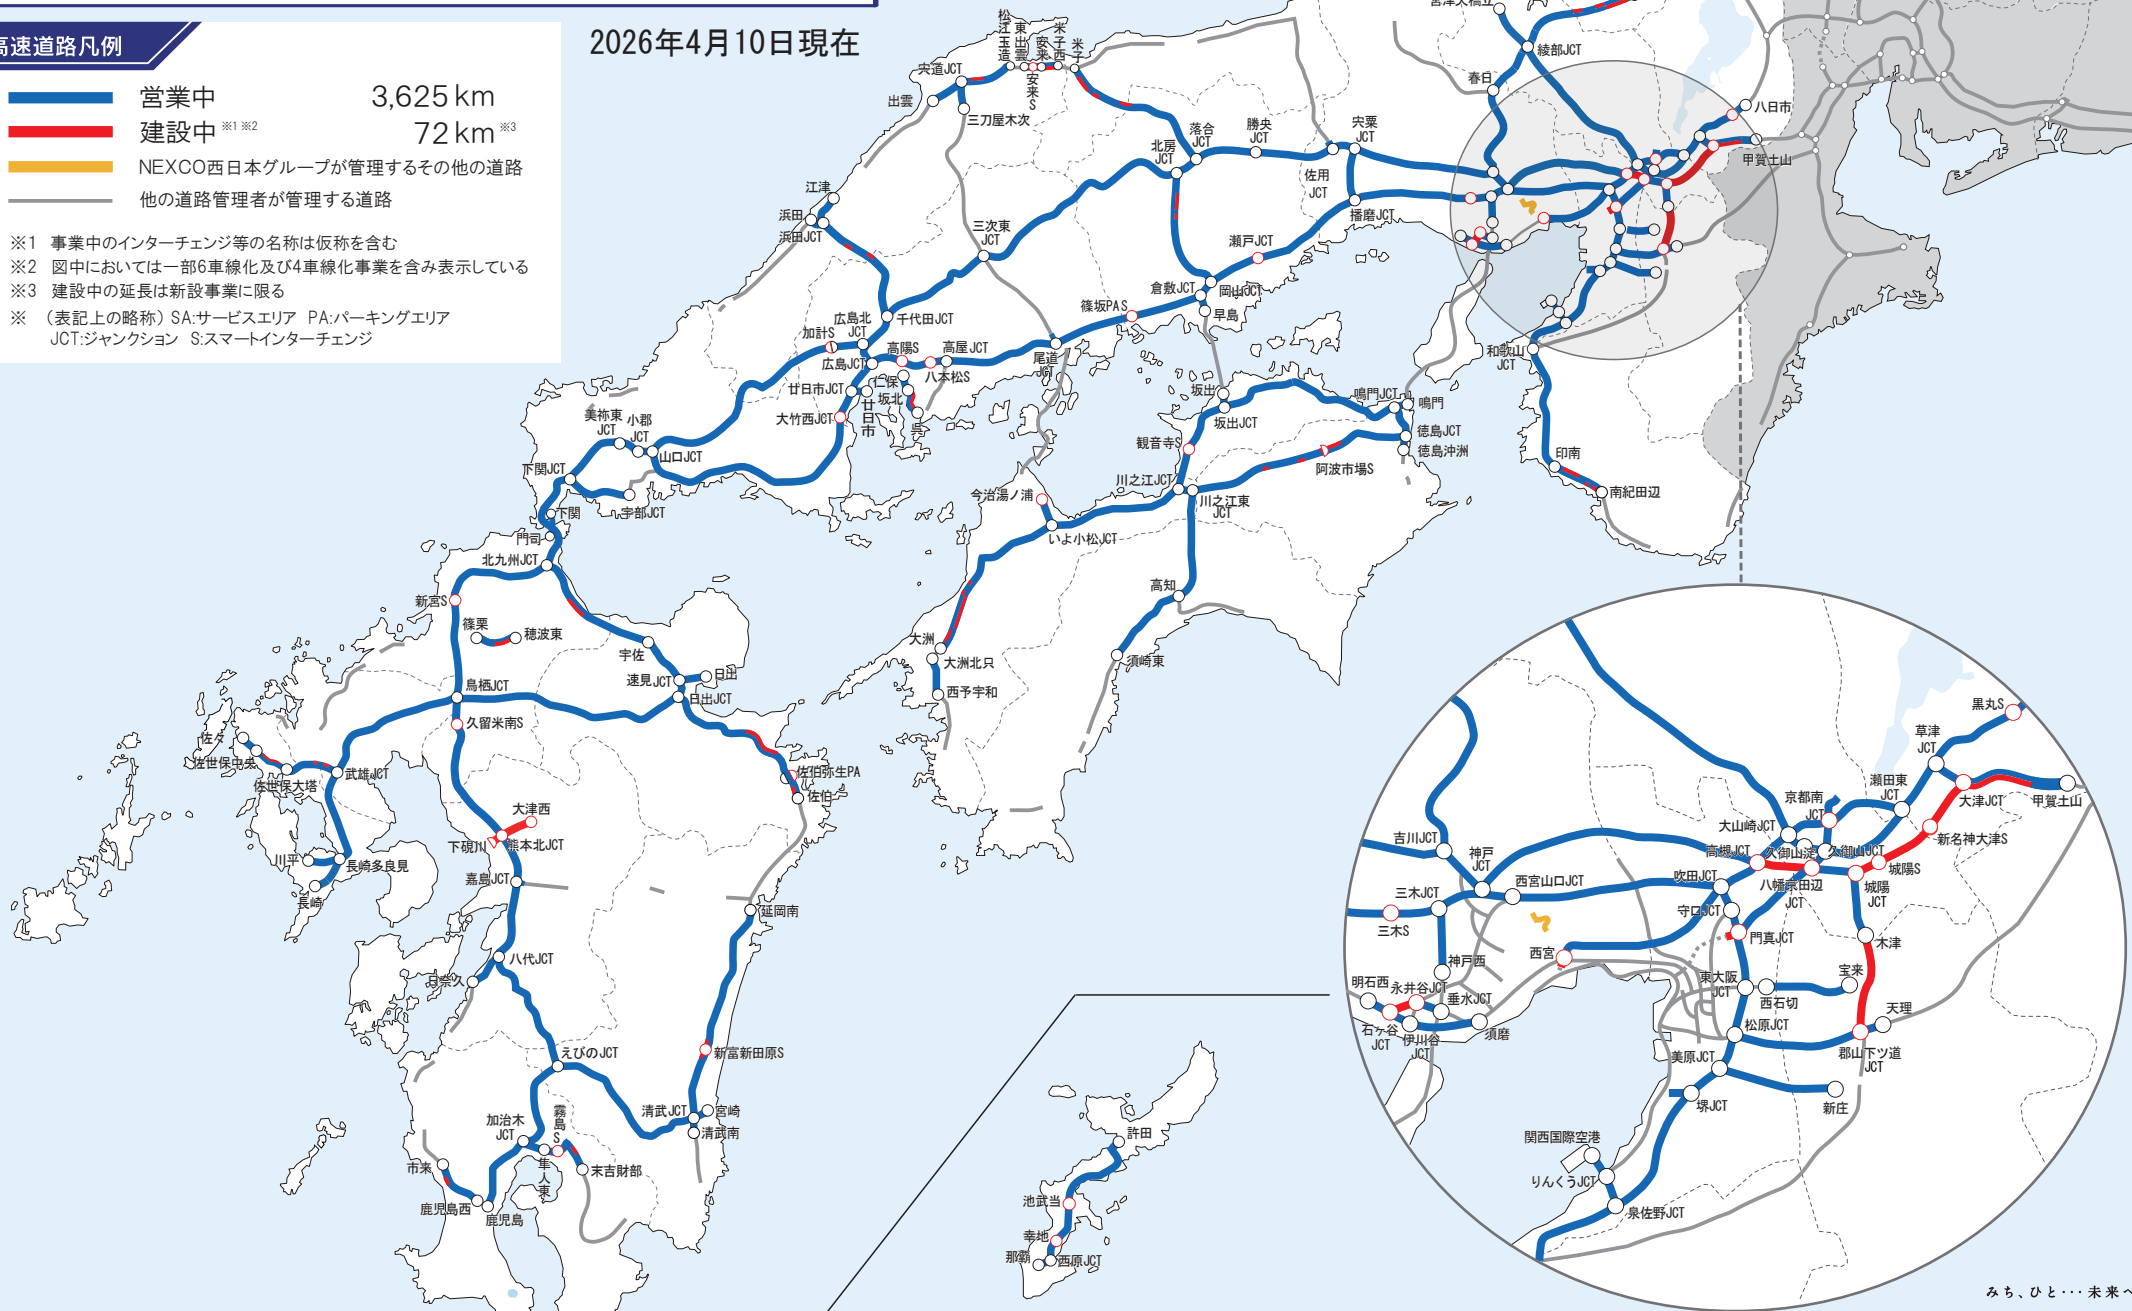 高速道路凡例
2026年4月10日現在
営業中 3,625km
建設中 ※1 ※2 72km ※3
NEXCO西日本グループが管理するその他の道路
他の道路管理者が管理する道路
※1 事業中のインターチェンジ等の名称は仮称を含む
※2 図中においては一部6車線化及び4車線化事業を含み表示している
※3 建設中の延長は新設事業に限る
※ (表記上の略称) SA:サービスエリア PA:パーキングエリア
JCT:ジャンクション S:スマートインターチェンジ
松江玉造
東出雲
安来
安来S
米子西
米子
宍道JCT
出雲
三刀屋木次
江津
浜田
浜田JCT
三次東JCT
北房JCT
落合JCT
勝央JCT
佐用JCT
宍粟JCT
播磨JCT
瀬戸JCT
岡山JCT
倉敷JCT
早島
篠坂PAS
尾道JCT
千代田JCT
広島北JCT
加計S
広島JCT
高陽S
高屋JCT
八本松S
仁保
坂北
呉
廿日市JCT
廿日市
大竹西JCT
美祢東JCT
小郡JCT
山口JCT
下関JCT
宇部JCT
下関
門司
北九州JCT
新宮S
篠栗
穂波東
宇佐
速見JCT
日出
日出JCT
鳥栖JCT
久留米南S
佐々
佐世保中央
佐世保大塔
武雄JCT
川平
長崎多良見
長崎
大津西
下硯川
熊本北JCT
嘉島JCT
佐伯弥生PA
佐伯
延岡南
八代JCT
日奈久
えびのJCT
新富新田原S
清武JCT
宮崎
清武南
加治木JCT
霧島S
隼人東
末吉財部
市来
鹿児島西
鹿児島
坂出
坂出JCT
鳴門JCT
鳴門
徳島JCT
徳島沖洲
観音寺S
阿波市場S
川之江JCT
川之江東JCT
今治湯ノ浦
いよ小松JCT
高知
須崎東
大洲
大洲北只
西予宇和
綾部JCT
春日
八日市
甲賀土山
和歌山JCT
印南
南紀田辺
許田
池武当
幸地
那覇
西原JCT
黒丸S
草津JCT
瀬田東JCT
京都南JCT
大津JCT
甲賀土山
新名神大津S
大山崎JCT
久御山淀
久御山JCT
高槻JCT
八幡京田辺JCT
城陽S
城陽JCT
吉川JCT
神戸JCT
西宮山口JCT
吹田JCT
守口JCT
門真JCT
三木JCT
三木S
西宮
神戸西
木津
東大阪JCT
西石切
宝来
天理
明石西
永井谷JCT
垂水JCT
石ヶ谷JCT
伊川谷JCT
須磨
松原JCT
郡山下ツ道JCT
美原JCT
堺JCT
新庄
関西国際空港
りんくうJCT
泉佐野JCT
みち、ひと…未来へ